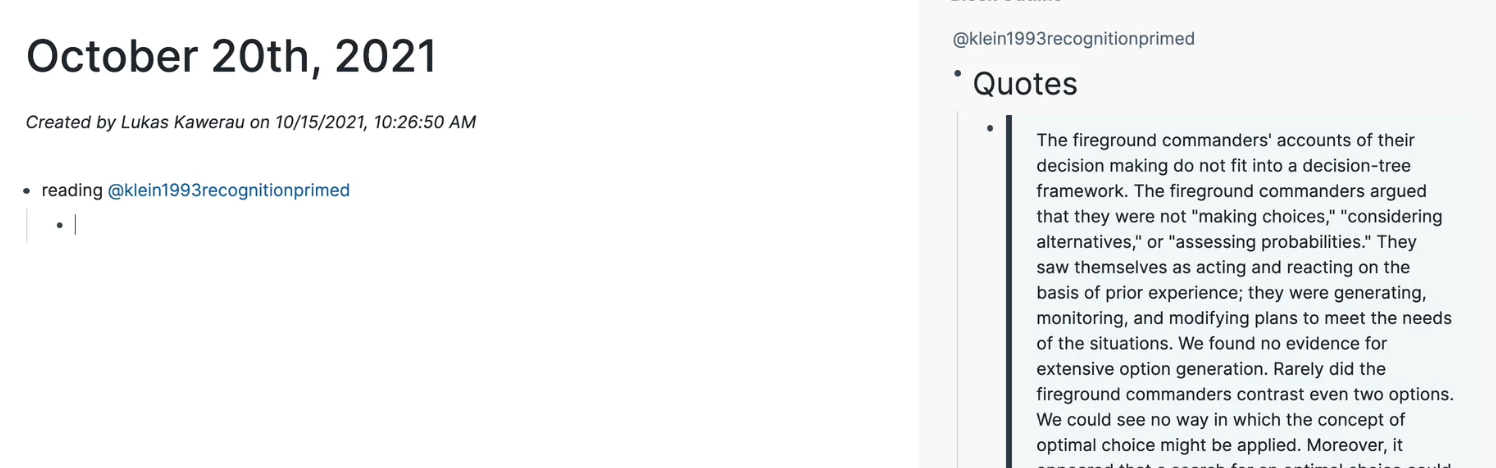 October 20th, 2021
Created by Lukas Kawerau on 10/15/2021, 10:26:50 AM
reading @klein1993recognitionprimed
@klein1993recognitionprimed
Quotes
The fireground commanders' accounts of their
decision making do not fit into a decision-tree
framework. The fireground commanders argued
that they were not "making choices," "considering
alternatives," or "assessing probabilities." They
saw themselves as acting and reacting on the
basis of prior experience; they were generating,
monitoring, and modifying plans to meet the needs
of the situations. We found no evidence for
extensive option generation. Rarely did the
fireground commanders contrast even two options.
We could see no way in which the concept of
optimal choice might be applied. Moreover, it